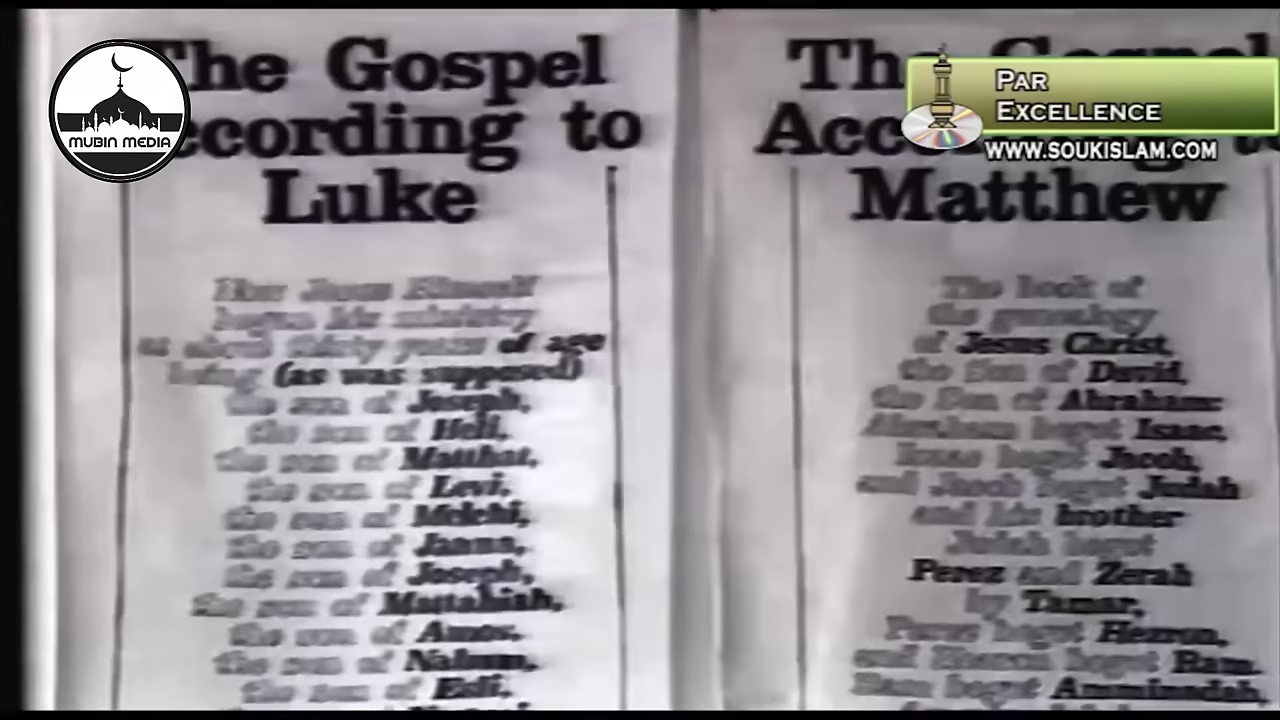 The Gospel
ccording to
Luke
Now Jesus Himself
began his ministry
at about thirty years of age
being (as was supposed)
the son of Joseph,
the son of Heli,
the son of Matthat,
the son of Levi,
the son of Melchi,
the son of Janna,
the son of Joseph,
the son of Mattahiah,
the son of Amos,
the son of Nahum,
the son of Esli,
MUBIN MEDIA
The Gospel
According to
Matthew
The book of
the genealogy
of Jesus Christ,
the Son of David,
the Son of Abraham:
Abraham begot Isaac,
Isaac begot Jacob,
and Jacob begot Judah
and his brother
Judah begot
Perez and Zerah
by Tamar,
Perez begot Hezron,
and Hezron begot Ram.
Ram begot Amminadab,
PAR
EXCELLENCE
WWW.SOUKISLAM.COM